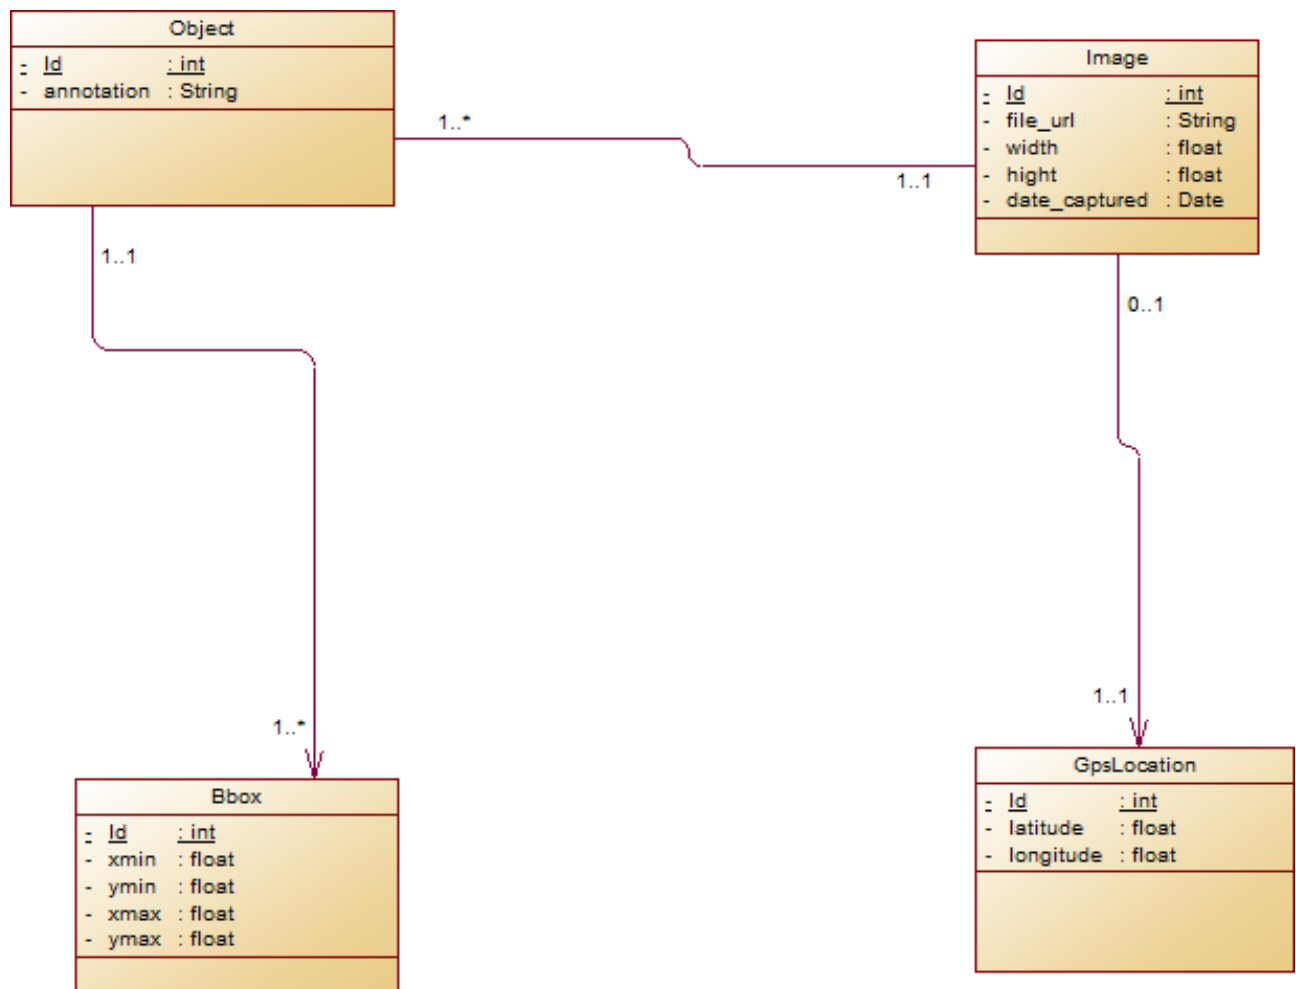 Object
- Id : int
- annotation : String
1..*
1..1
1..1
1..*
Image
- Id : int
- file_url : String
- width : float
- hight : float
- date_captured : Date
0..1
1..1
Bbox
- Id : int
- xmin : float
- ymin : float
- xmax : float
- ymax : float
GpsLocation
- Id : int
- latitude : float
- longitude : float